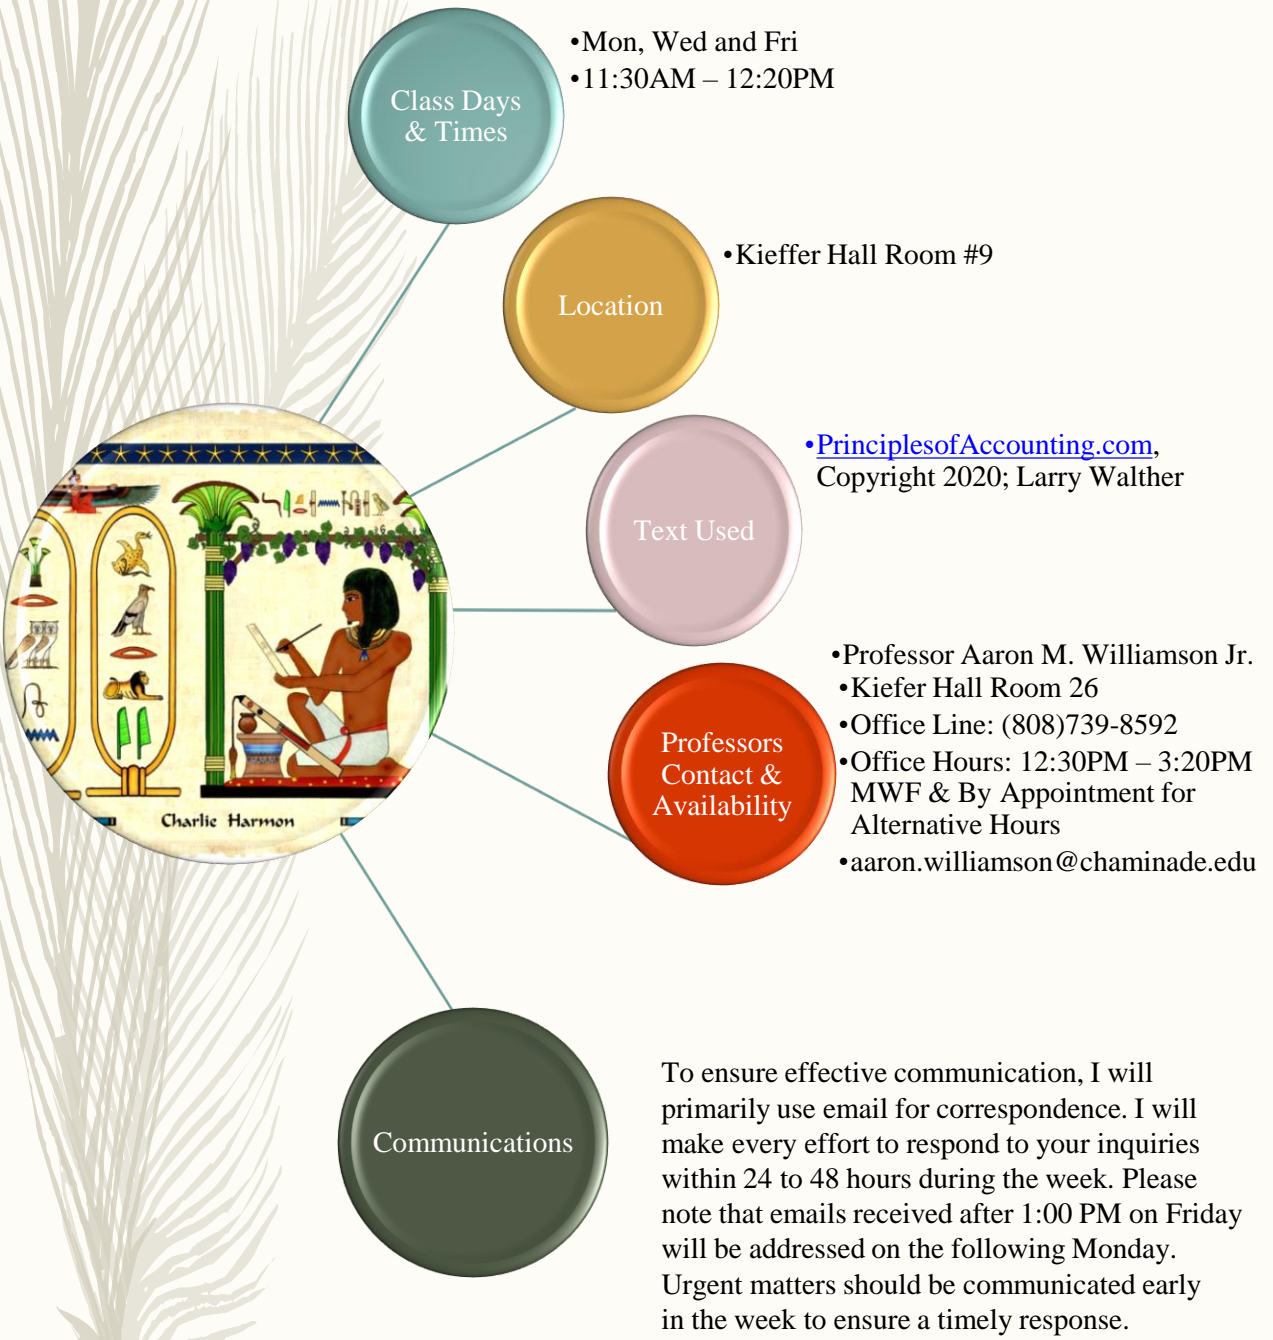 Class Days
& Times
•Mon, Wed and Fri
•11:30AM – 12:20PM
Location
•Kieffer Hall Room #9
Text Used
•PrinciplesofAccounting.com,
Copyright 2020; Larry Walther
Professors
Contact &
Availability
•Professor Aaron M. Williamson Jr.
•Kiefer Hall Room 26
•Office Line: (808)739-8592
•Office Hours: 12:30PM – 3:20PM
MWF & By Appointment for
Alternative Hours
•aaron.williamson@chaminade.edu
Charlie Harmon
Communications
To ensure effective communication, I will
primarily use email for correspondence. I will
make every effort to respond to your inquiries
within 24 to 48 hours during the week. Please
note that emails received after 1:00 PM on Friday
will be addressed on the following Monday.
Urgent matters should be communicated early
in the week to ensure a timely response.